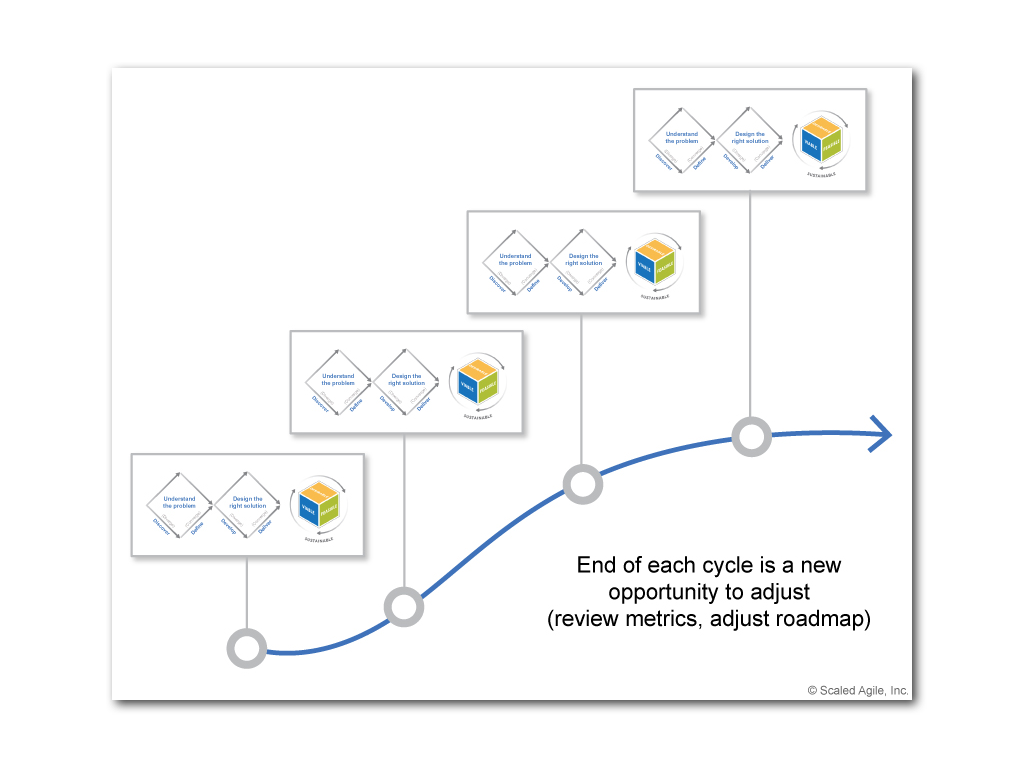 Understand
the problem
Design the
right solution
Discover
Define
Develop
Deliver
VIABLE
FEASIBLE
SUSTAINABLE
Understand
the problem
Design the
right solution
Discover
Define
Develop
Deliver
VIABLE
FEASIBLE
SUSTAINABLE
Understand
the problem
Design the
right solution
Discover
Define
Develop
Deliver
VIABLE
FEASIBLE
SUSTAINABLE
Understand
the problem
Design the
right solution
Discover
Define
Develop
Deliver
VIABLE
FEASIBLE
SUSTAINABLE
End of each cycle is a new
opportunity to adjust
(review metrics, adjust roadmap)
© Scaled Agile, Inc.